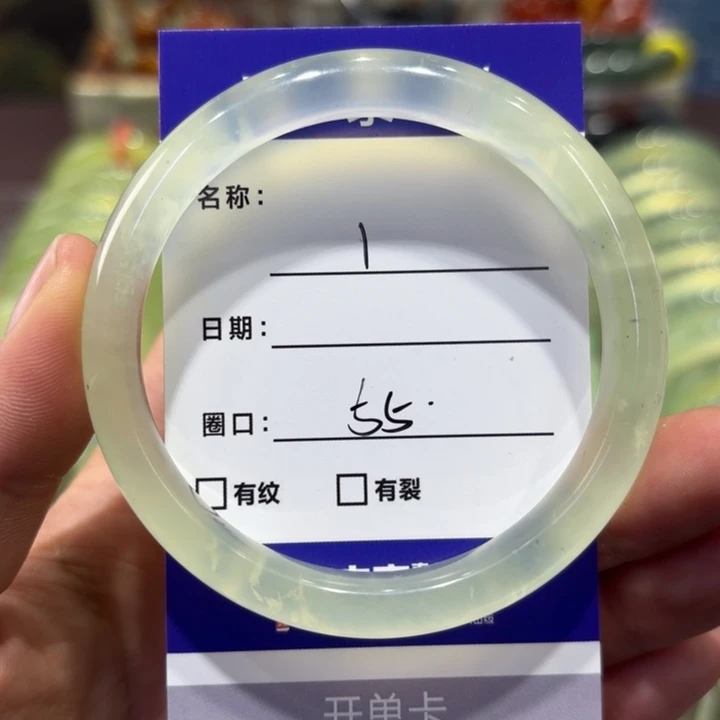 名称：1
日期：
圈口：55.
□有纹 □有裂
开单卡